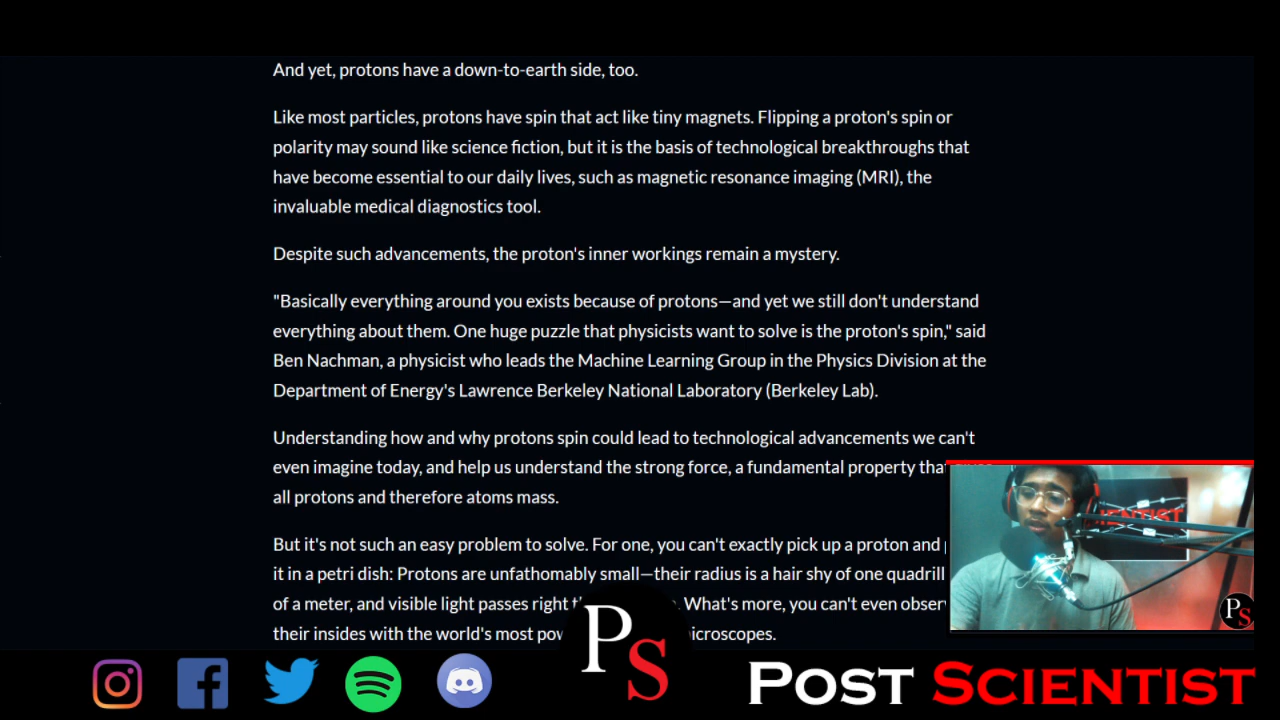 And yet, protons have a down-to-earth side, too.
Like most particles, protons have spin that act like tiny magnets. Flipping a proton's spin or
polarity may sound like science fiction, but it is the basis of technological breakthroughs that
have become essential to our daily lives, such as magnetic resonance imaging (MRI), the
invaluable medical diagnostics tool.
Despite such advancements, the proton's inner workings remain a mystery.
"Basically everything around you exists because of protons—and yet we still don't understand
everything about them. One huge puzzle that physicists want to solve is the proton's spin," said
Ben Nachman, a physicist who leads the Machine Learning Group in the Physics Division at the
Department of Energy's Lawrence Berkeley National Laboratory (Berkeley Lab).
Understanding how and why protons spin could lead to technological advancements we can't
even imagine today, and help us understand the strong force, a fundamental property
all protons and therefore atoms mass.
But it's not such an easy problem to solve. For one, you can't exactly pick up a proton and
it in a petri dish: Protons are unfathomably small—their radius is a hair shy of one
of a meter, and visible light passes right What's more, you can't even
their insides with the world's most
PS
PS
POST SCIENTIST